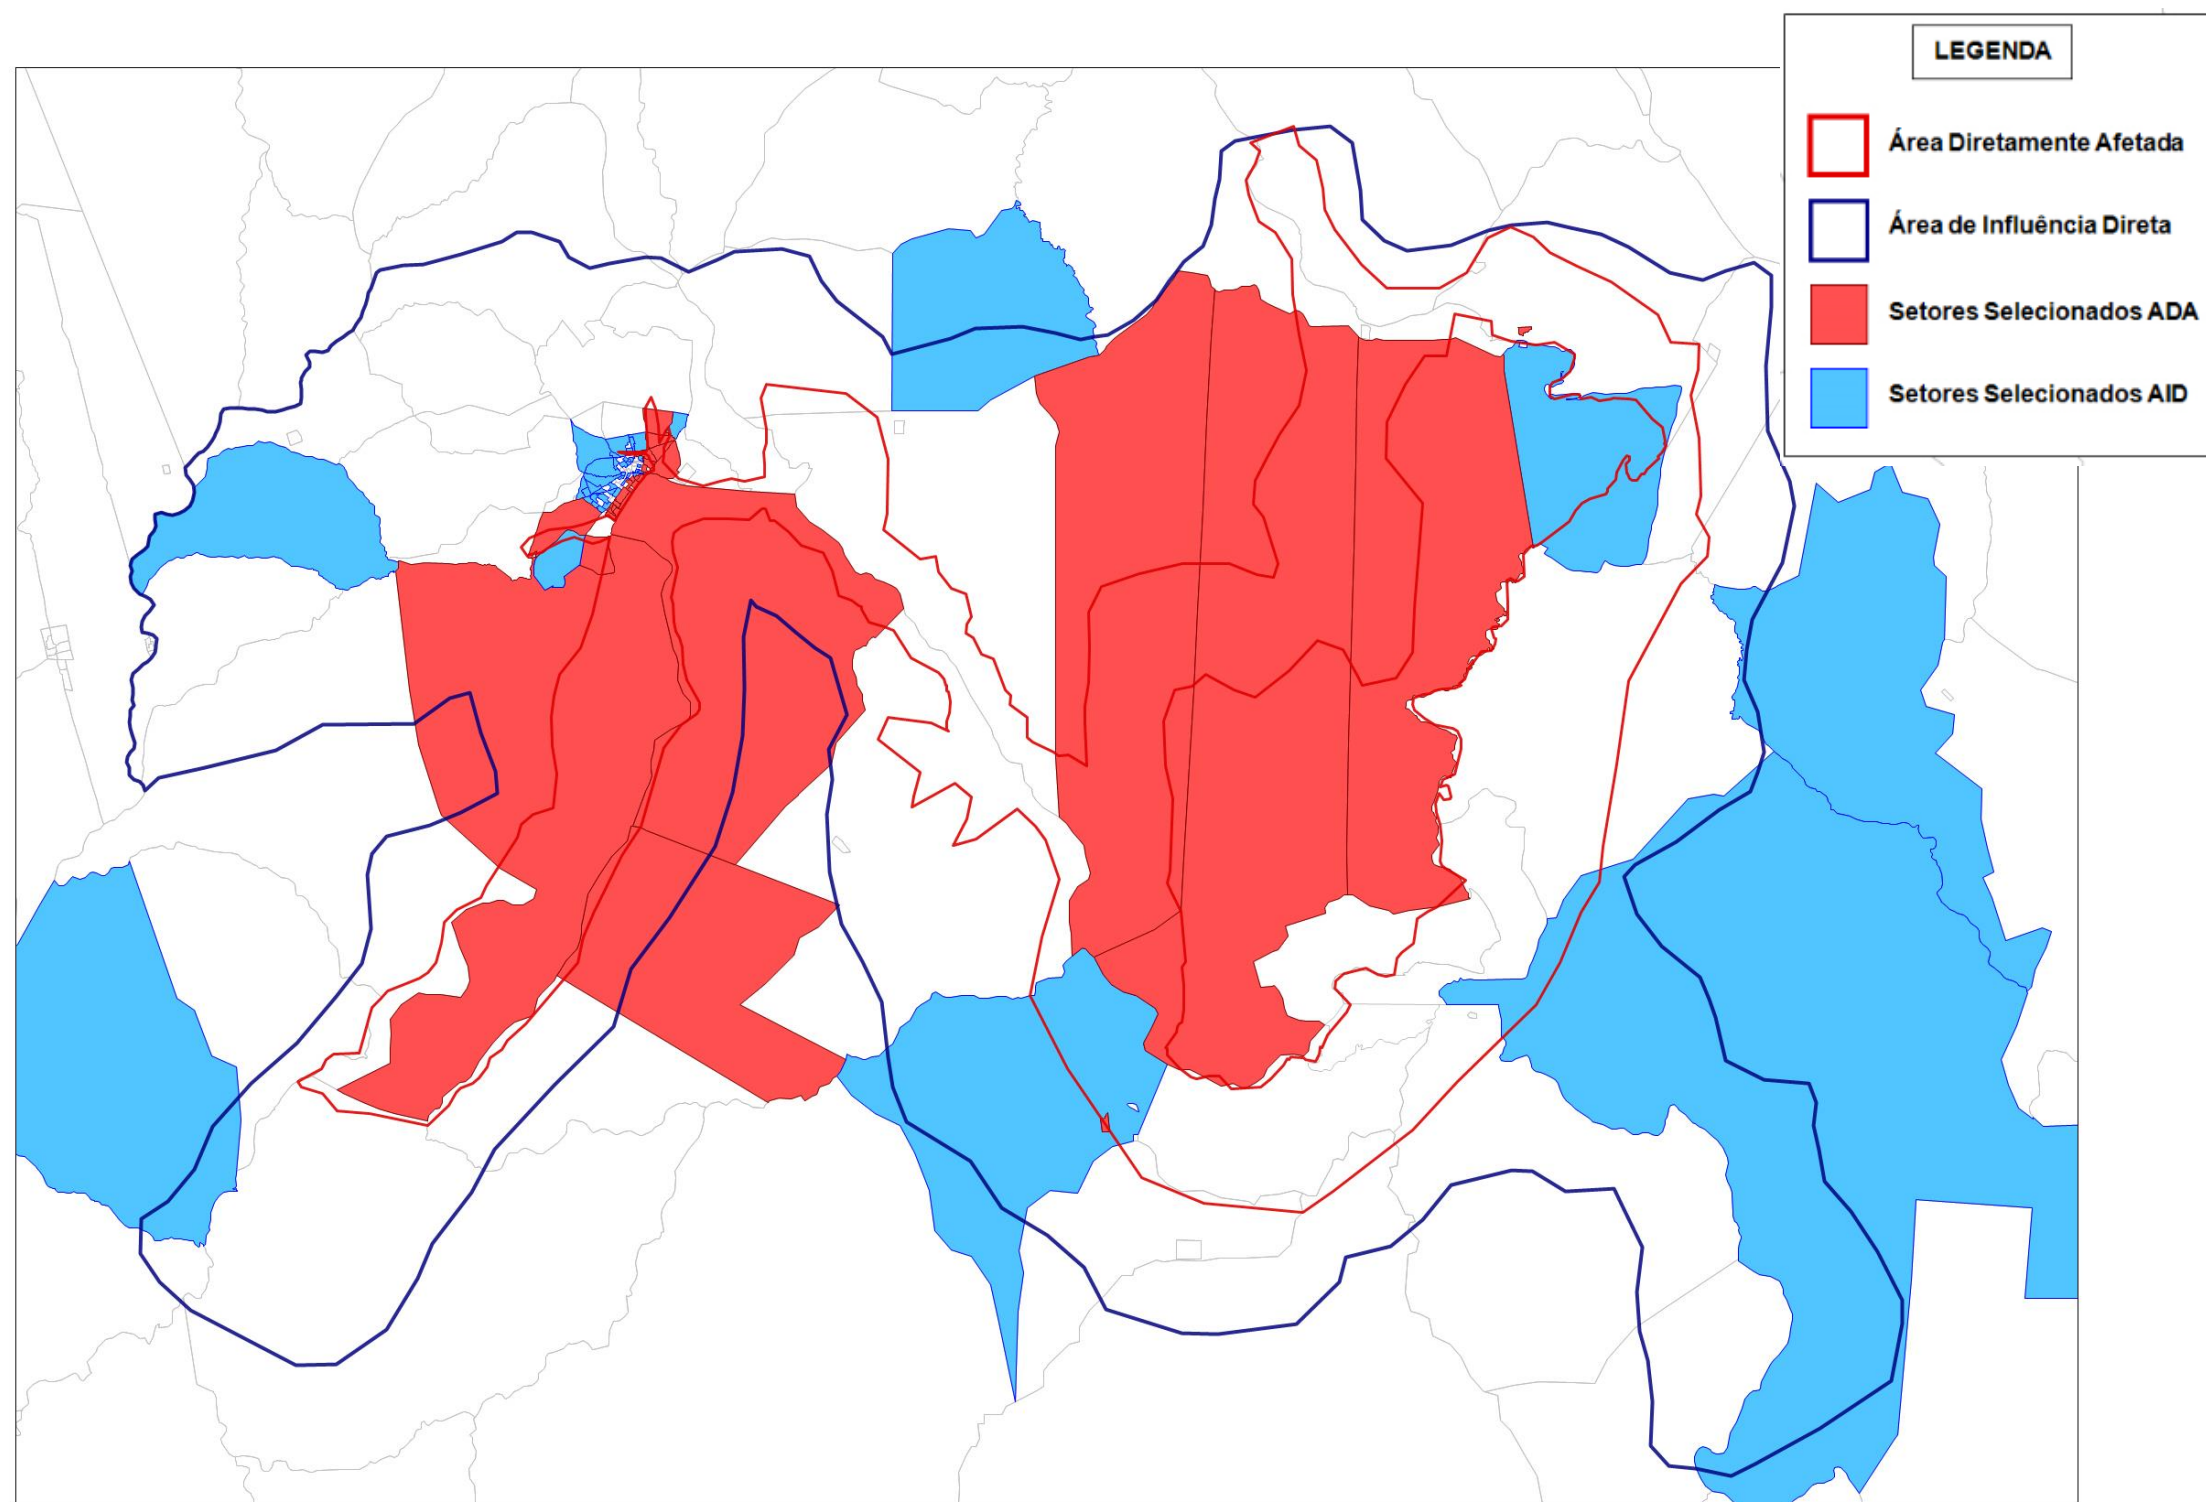 LEGENDA
Área Diretamente Afetada
Área de Influência Direta
Setores Selecionados ADA
Setores Selecionados AID